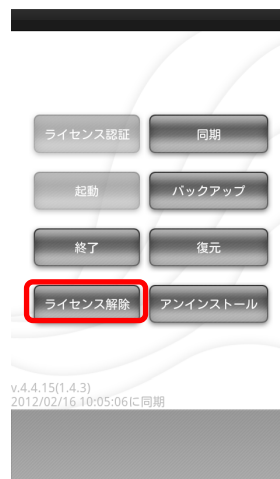 ライセンス認証 同期
起動 バックアップ
終了 復元
ライセンス解除 アンインストール
v.4.4.15(1.4.3)
2012/02/16 10:05:06に同期